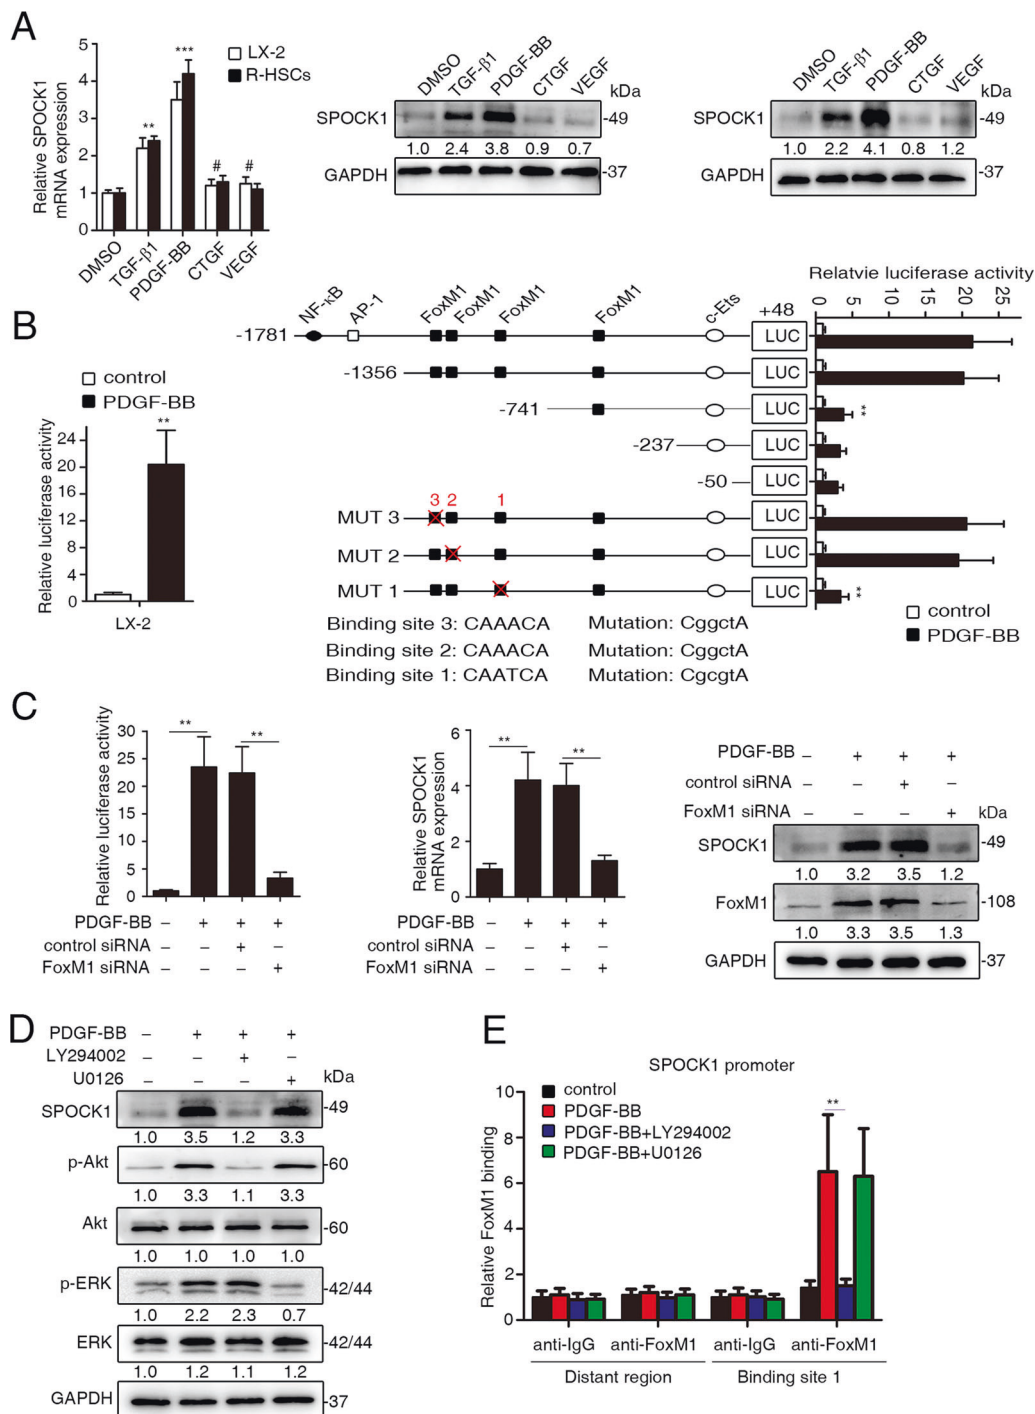 A
Relative SPOCK1
mRNA expression
5
4
3
2
1
0
**
***
#
#
LX-2
R-HSCs
DMSO
TGF-β1
PDGF-BB
CTGF
VEGF
DMSO
TGF-β1
PDGF-BB
CTGF
VEGF
kDa
SPOCK1
-49
1.0 2.4 3.8 0.9 0.7
GAPDH
-37
DMSO
TGF-β1
PDGF-BB
CTGF
VEGF
kDa
SPOCK1
-49
1.0 2.2 4.1 0.8 1.2
GAPDH
-37
B
control
PDGF-BB
Relative luciferase activity
24
20
16
12
8
4
0
**
LX-2
NF-κB
AP-1
FoxM1
FoxM1
FoxM1
FoxM1
c-Ets
+48
Relatvie luciferase activity
0 5 10 15 20 25
-1781 LUC
-1356 LUC
-741 LUC **
-237 LUC
-50 LUC
3 2 1
MUT 3 LUC
MUT 2 LUC
MUT 1 LUC **
control
PDGF-BB
Binding site 3: CAAACA Mutation: CggctA
Binding site 2: CAAACA Mutation: CggctA
Binding site 1: CAATCA Mutation: CgcgtA
C
Relative luciferase activity
30
25
20
15
10
5
0
**
**
PDGF-BB – + + +
control siRNA – – + –
FoxM1 siRNA – – – +
Relative SPOCK1
mRNA expression
6
4
2
0
**
**
PDGF-BB – + + +
control siRNA – – + –
FoxM1 siRNA – – – +
PDGF-BB – + + +
control siRNA – – + –
FoxM1 siRNA – – – + kDa
SPOCK1 -49
1.0 3.2 3.5 1.2
FoxM1 -108
1.0 3.3 3.5 1.3
GAPDH -37
D
PDGF-BB – + + +
LY294002 – – + –
U0126 – – – + kDa
SPOCK1 -49
1.0 3.5 1.2 3.3
p-Akt -60
1.0 3.3 1.1 3.3
Akt -60
1.0 1.0 1.0 1.0
p-ERK -42/44
1.0 2.2 2.3 0.7
ERK -42/44
1.0 1.2 1.1 1.2
GAPDH -37
E
SPOCK1 promoter
Relative FoxM1 binding
10
8
6
4
2
0
control
PDGF-BB
PDGF-BB+LY294002
PDGF-BB+U0126
**
anti-IgG anti-FoxM1 anti-IgG anti-FoxM1
Distant region Binding site 1